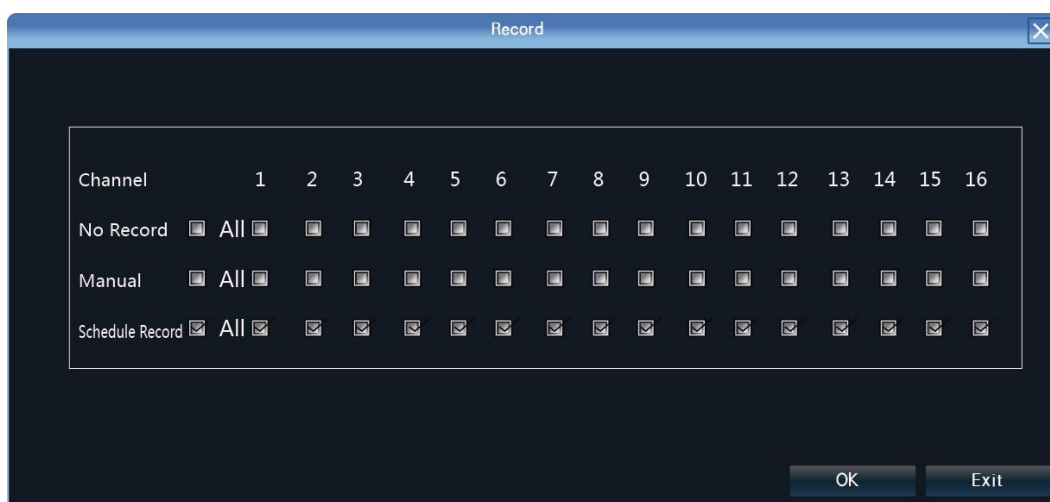 Record
Channel 1 2 3 4 5 6 7 8 9 10 11 12 13 14 15 16
No Record All
Manual All
Schedule Record All
OK Exit